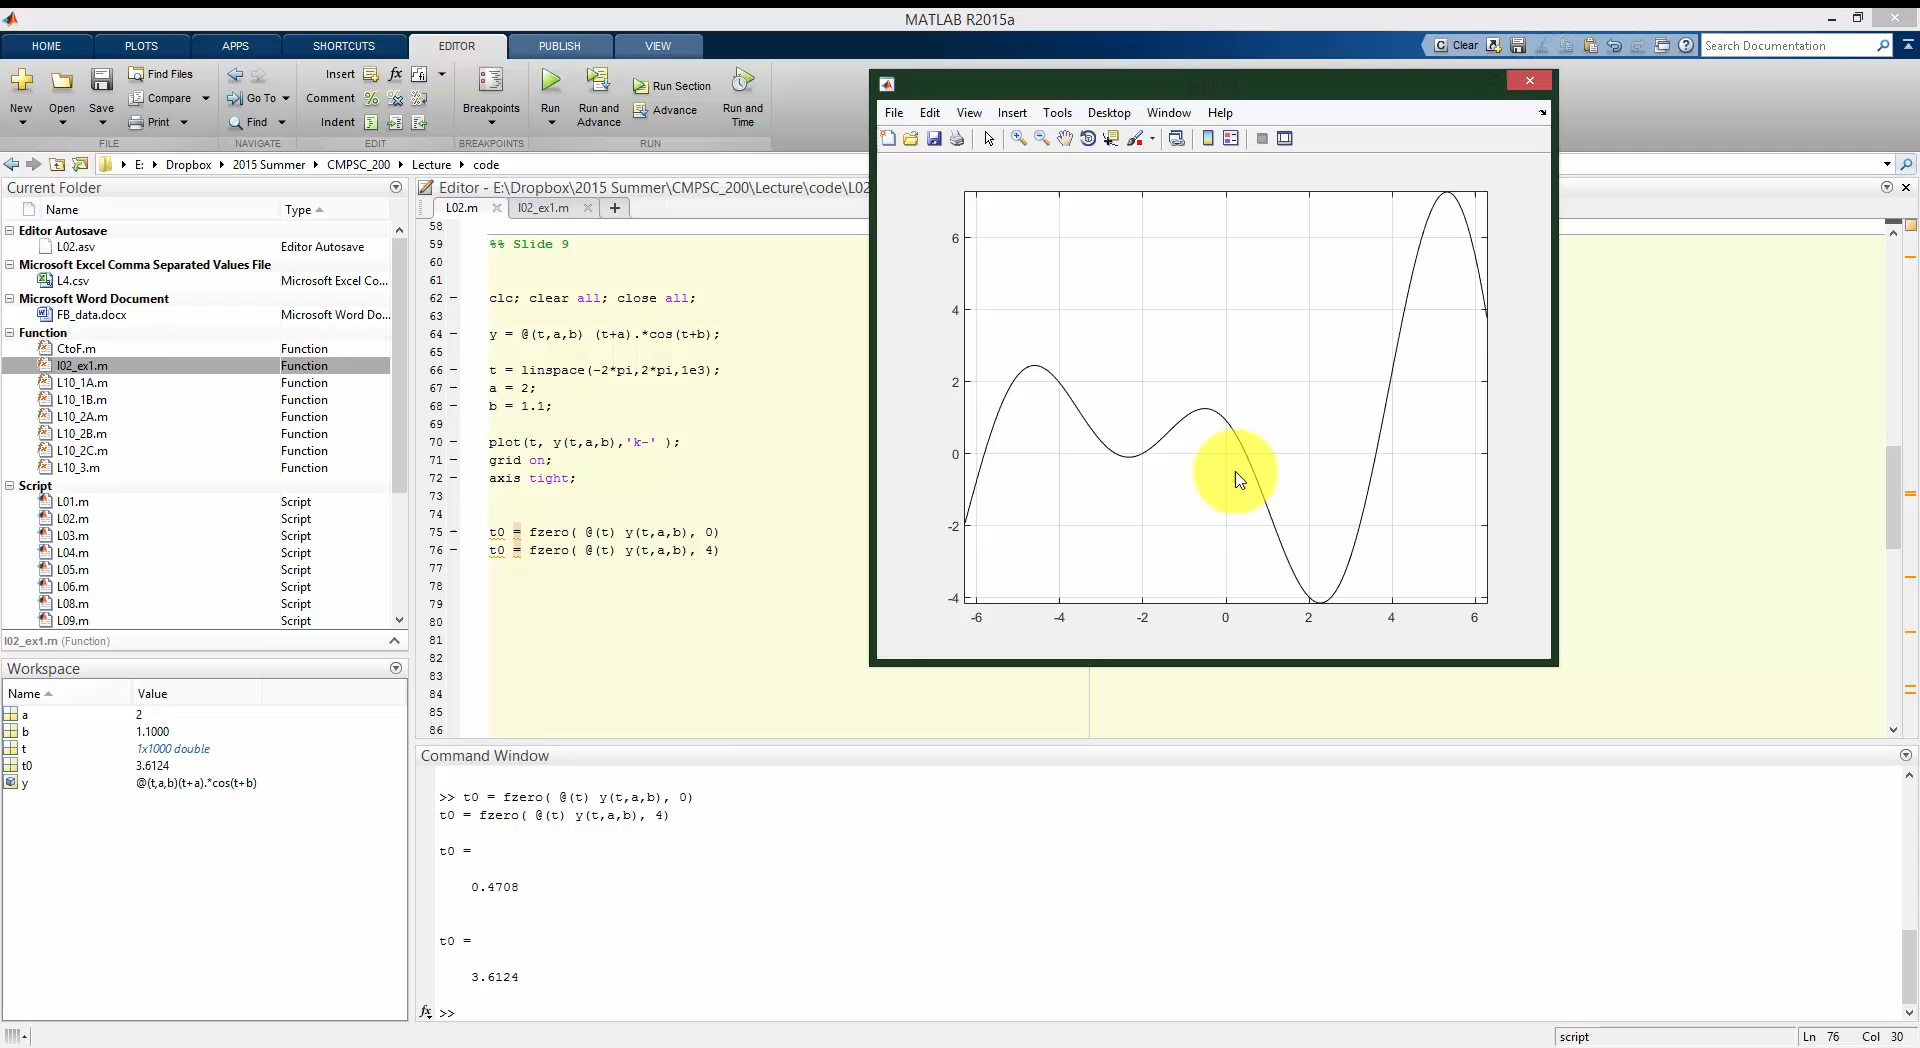 MATLAB R2015a
HOME PLOTS APPS SHORTCUTS EDITOR PUBLISH VIEW
Clear
Search Documentation
New Open Save
Find Files
Compare
Print
FILE
Go To
Find
NAVIGATE
Insert
Comment
Indent
EDIT
Breakpoints
BREAKPOINTS
Run
Run and Advance
Run Section
Advance
Run and Time
RUN
E: Dropbox 2015 Summer CMPSC_200 Lecture code
Current Folder
Name Type
Editor Autosave
L02.asv Editor Autosave
Microsoft Excel Comma Separated Values File
L4.csv Microsoft Excel Co...
Microsoft Word Document
FB_data.docx Microsoft Word Do...
Function
CtoF.m Function
l02_ex1.m Function
L10_1A.m Function
L10_1B.m Function
L10_2A.m Function
L10_2B.m Function
L10_2C.m Function
L10_3.m Function
Script
L01.m Script
L02.m Script
L03.m Script
L04.m Script
L05.m Script
L06.m Script
L08.m Script
L09.m Script
l02_ex1.m (Function)
Workspace
Name Value
a 2
b 1.1000
t 1x1000 double
t0 3.6124
y @(t,a,b)(t+a).*cos(t+b)
Editor - E:\Dropbox\2015 Summer\CMPSC_200\Lecture\code\L02
L02.m l02_ex1.m
58
59 %% Slide 9
60
61
62 clc; clear all; close all;
63
64 y = @(t,a,b) (t+a).*cos(t+b);
65
66 t = linspace(-2*pi,2*pi,1e3);
67 a = 2;
68 b = 1.1;
69
70 plot(t, y(t,a,b),'k-' );
71 grid on;
72 axis tight;
73
74
75 t0 = fzero( @(t) y(t,a,b), 0)
76 t0 = fzero( @(t) y(t,a,b), 4)
77
78
79
80
81
82
83
84
85
86
File Edit View Insert Tools Desktop Window Help
6
4
2
0
-2
-4
-6 -4 -2 0 2 4 6
Command Window
>> t0 = fzero( @(t) y(t,a,b), 0)
t0 = fzero( @(t) y(t,a,b), 4)
t0 =
0.4708
t0 =
3.6124
fx >>
script Ln 76 Col 30